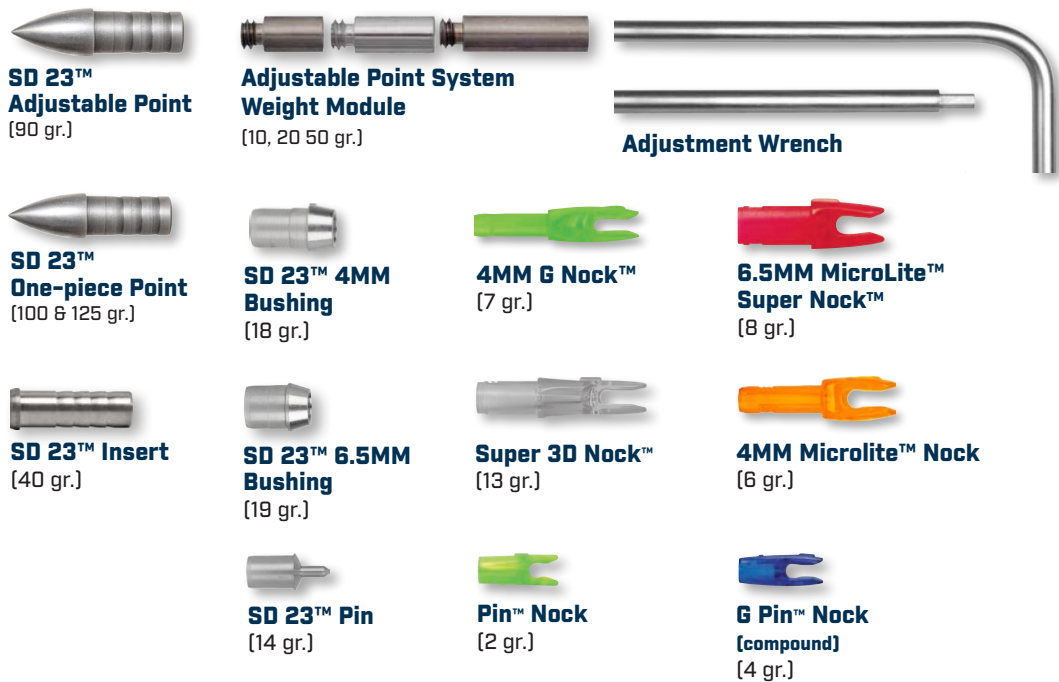 SD 23™
Adjustable Point
(90 gr.)
Adjustable Point System
Weight Module
(10, 20 50 gr.)
Adjustment Wrench
SD 23™
One-piece Point
(100 & 125 gr.)
SD 23™ 4MM
Bushing
(18 gr.)
4MM G Nock™
(7 gr.)
6.5MM MicroLite™
Super Nock™
(8 gr.)
SD 23™ Insert
(40 gr.)
SD 23™ 6.5MM
Bushing
(19 gr.)
Super 3D Nock™
(13 gr.)
4MM Microlite™ Nock
(6 gr.)
SD 23™ Pin
(14 gr.)
Pin™ Nock
(2 gr.)
G Pin™ Nock
(compound)
(4 gr.)